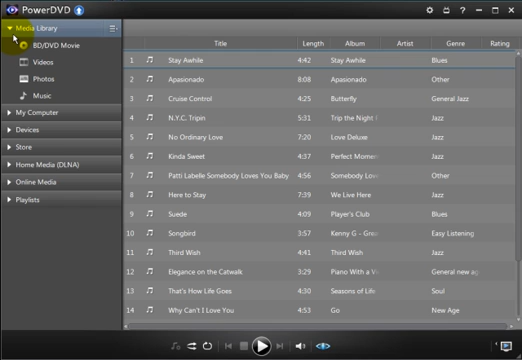 PowerDVD
Media Library
BD/DVD Movie
Videos
Photos
Music
My Computer
Devices
Store
Home Media (DLNA)
Online Media
Playlists
Title Length Album Artist Genre Rating
1 Stay Awhile 4:42 Stay Awhile Blues
2 Apasionado 8:08 Apasionado Other
3 Cruise Control 4:25 Butterfly General Jazz
4 N.Y.C. Tripin 5:31 Trip the Night Jazz
5 No Ordinary Love 7:20 Love Deluxe Jazz
6 Kinda Sweet 4:37 Perfect Momen Jazz
7 Patti Labelle Somebody Loves You Baby 4:56 Somebody Lov Other
8 Here to Stay 7:39 We Live Here Jazz
9 Suede 4:09 Player's Club Blues
10 Songbird 3:57 Kenny G - Grea Easy Listening
11 Third Wish 4:41 Third Wish Jazz
12 Elegance on the Catwalk 3:29 Piano With a V General new ag
13 That's How Life Goes 4:30 Seasons of Life Soul
14 Why Can't I Love You 4:53 Go New Age